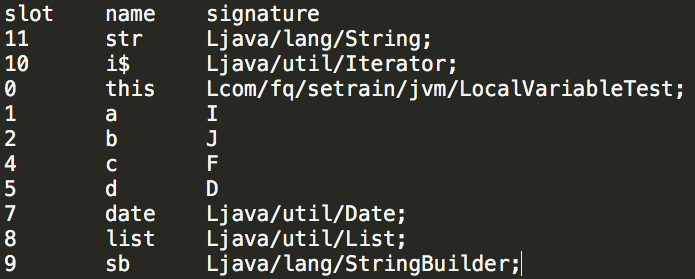 slot name signature
11 str Ljava/lang/String;
10 i$ Ljava/util/Iterator;
0 this Lcom/fq/setrain/jvm/LocalVariableTest;
1 a I
2 b J
4 c F
5 d D
7 date Ljava/util/Date;
8 list Ljava/util/List;
9 sb Ljava/lang/StringBuilder;